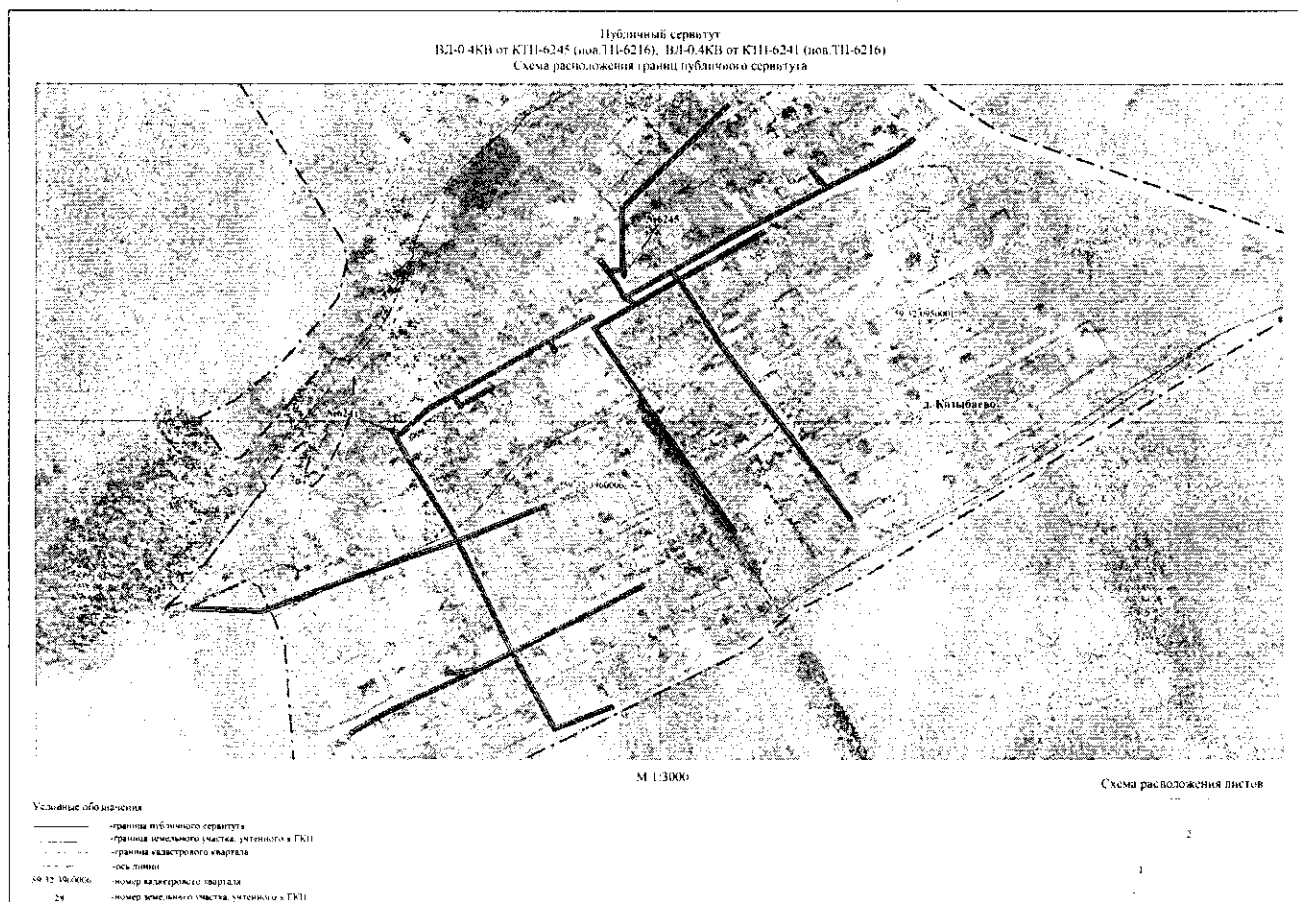 Публичный сервитут
ВЛ-0,4КВ от КТП-6245 (нов.ТП-6216), ВЛ-0,4КВ от КТП-6241 (нов.ТП-6216)
Схема расположения границ публичного сервитута
д. Казыбаево
М 1:3000
Схема расположения листов
Условные обозначения
-граница публичного сервитута
-граница земельного участка, учтенного в ГКН
-граница кадастрового квартала
-ось линии
2
1
-номер кадастрового квартала
28 -номер земельного участка, учтенного в ГКН